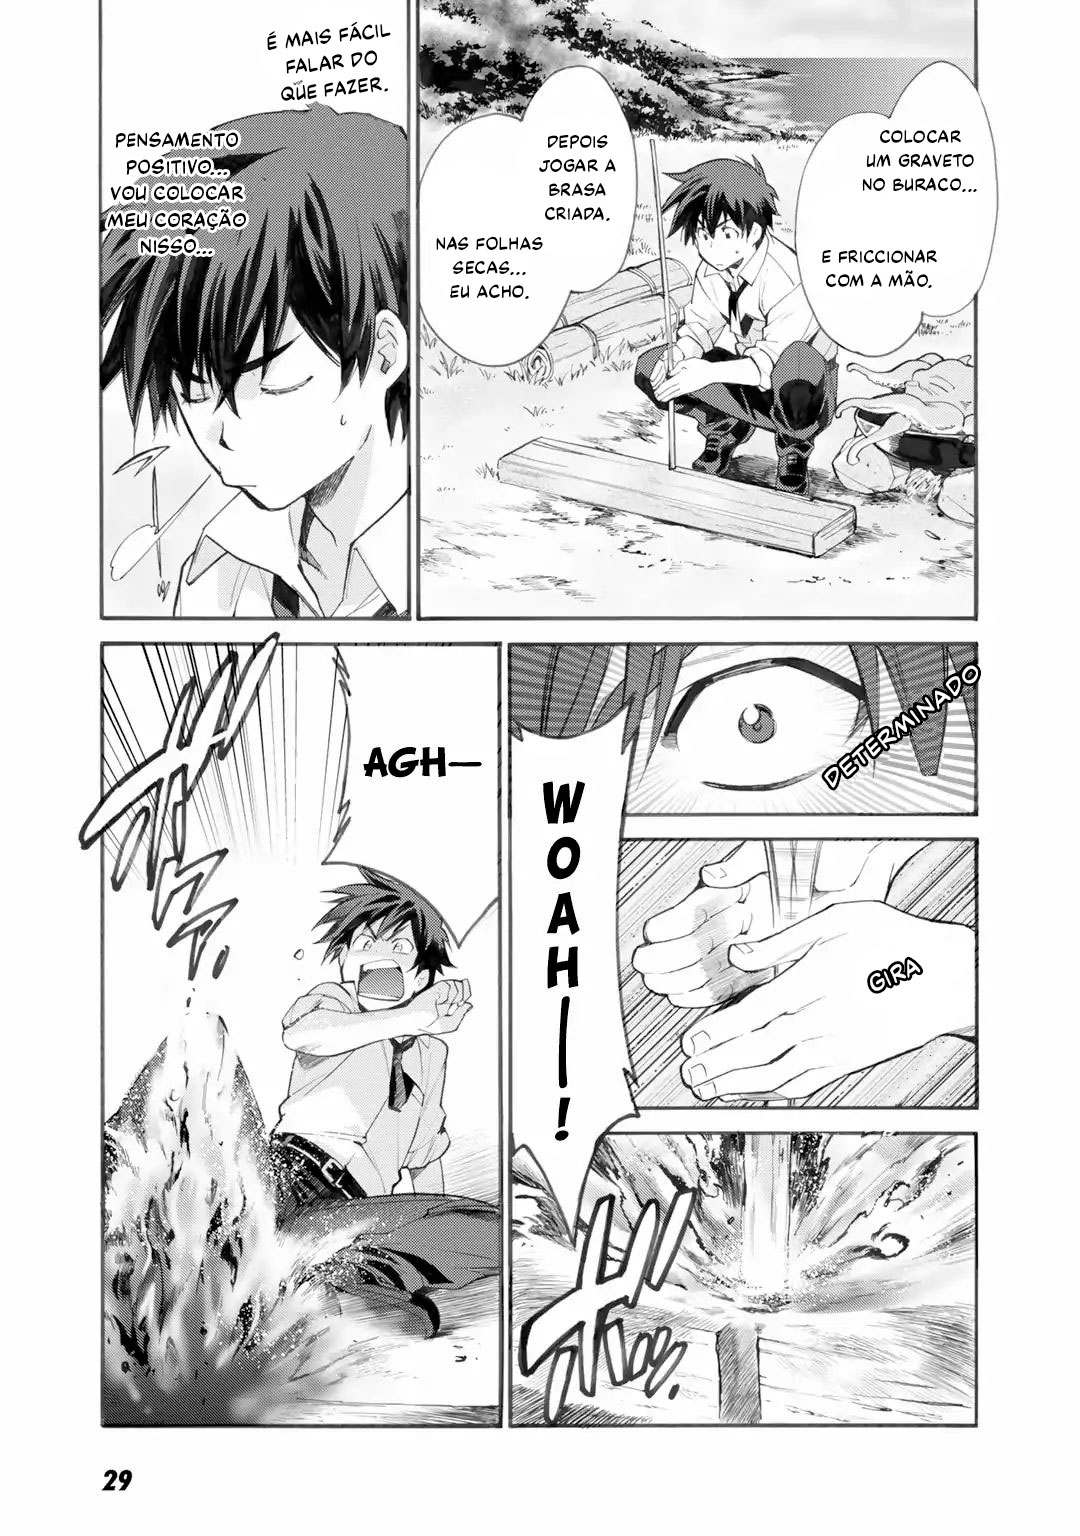 COLOCAR
UM GRAVETO
NO BURACO...
E FRICCIONAR
COM A MÃO.
DEPOIS
JOGAR A
BRASA
CRIADA.
NAS FOLHAS
SECAS...
EU ACHO.
É MAIS FÁCIL
FALAR DO
QUE FAZER.
PENSAMENTO
POSITIVO...
VOU COLOCAR
MEU CORAÇÃO
NISSO...
DETERMINADO
GIRA
WOAH—!
AGH—
29